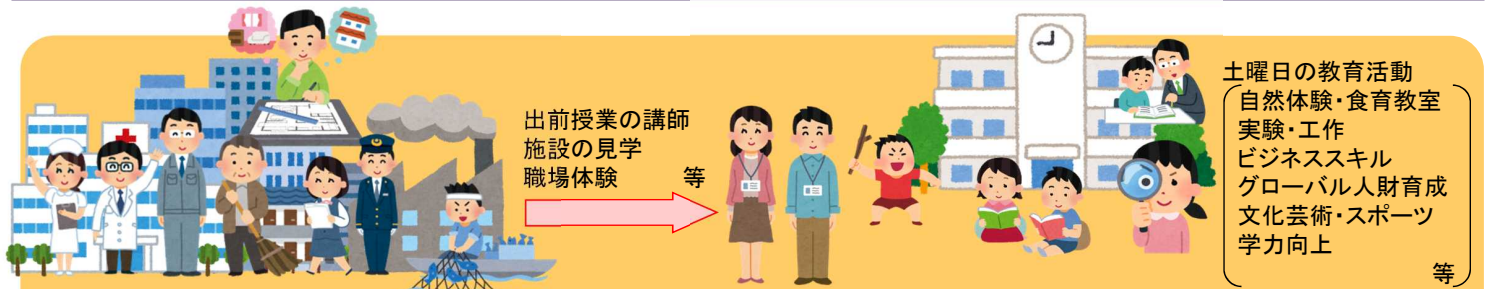 出前授業の講師
施設の見学
職場体験　　等
土曜日の教育活動
自然体験・食育教室
実験・工作
ビジネススキル
グローバル人財育成
文化芸術・スポーツ
学力向上
等